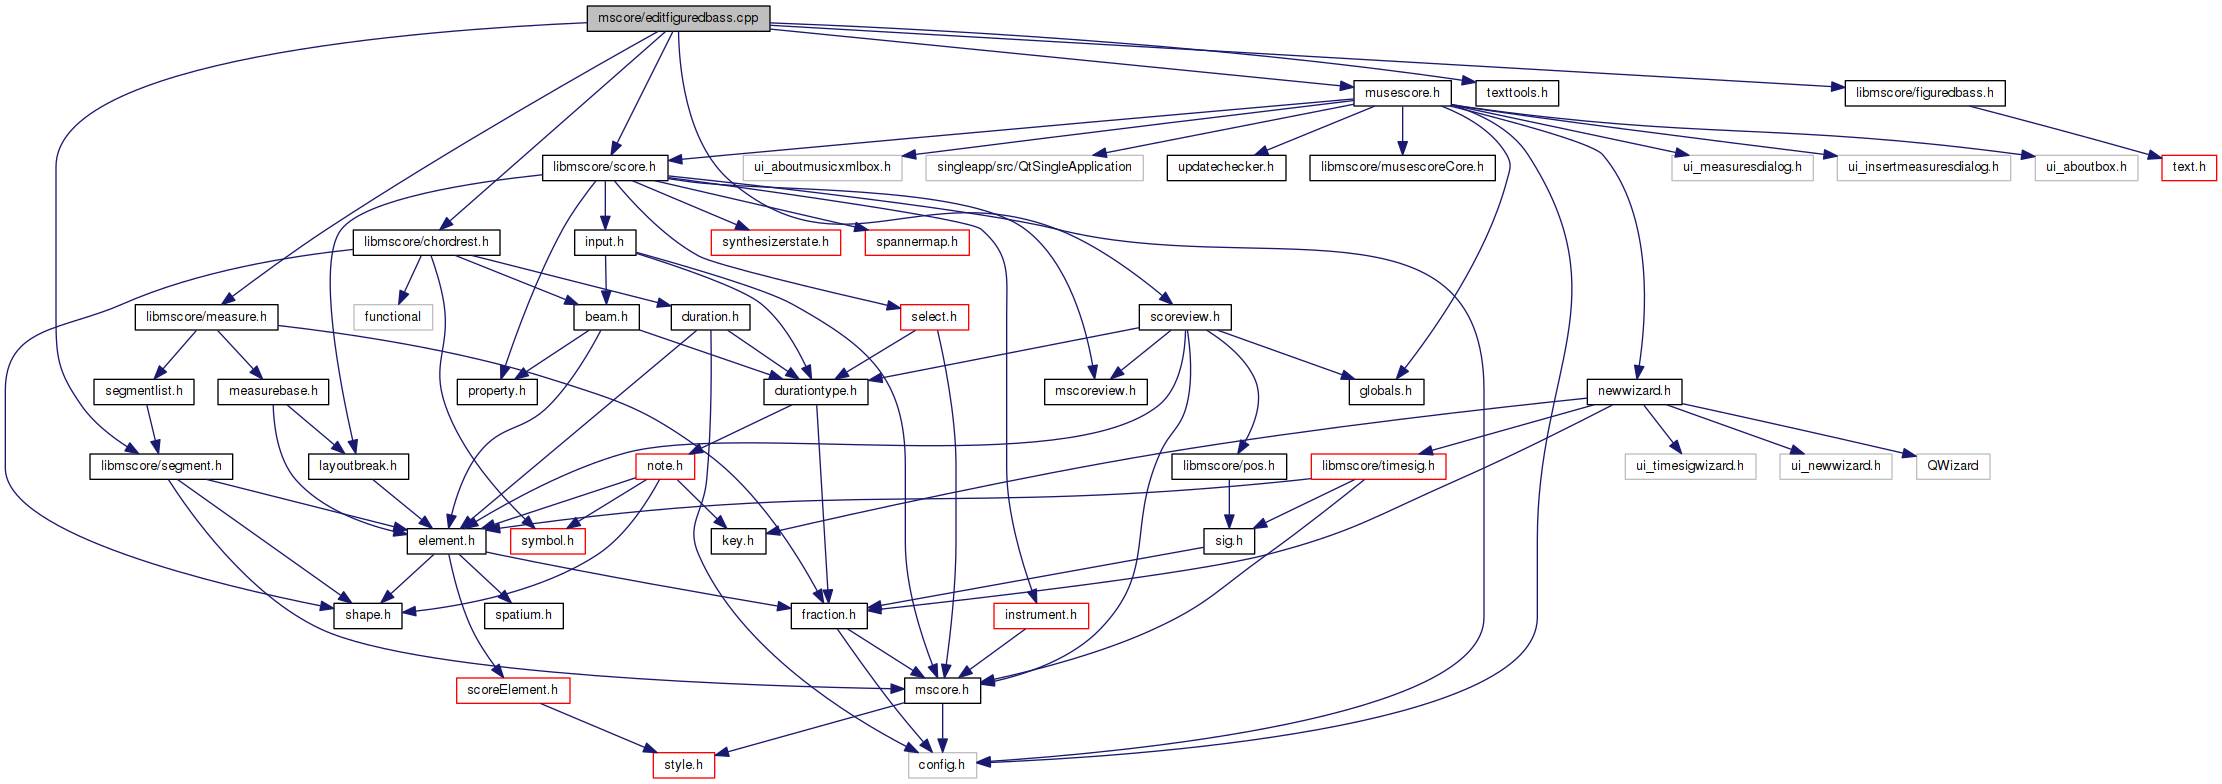 mscore/editfiguredbass.cpp
musescore.h
texttools.h
libmscore/figuredbass.h
libmscore/score.h
ui_aboutmusicxmlbox.h
singleapp/src/QtSingleApplication
updatechecker.h
libmscore/musescoreCore.h
ui_measuresdialog.h
ui_insertmeasuresdialog.h
ui_aboutbox.h
text.h
libmscore/chordrest.h
input.h
synthesizerstate.h
spannermap.h
libmscore/measure.h
functional
beam.h
duration.h
select.h
scoreview.h
segmentlist.h
measurebase.h
property.h
durationtype.h
mscoreview.h
globals.h
newwizard.h
libmscore/segment.h
layoutbreak.h
note.h
libmscore/pos.h
libmscore/timesig.h
ui_timesigwizard.h
ui_newwizard.h
QWizard
element.h
symbol.h
key.h
sig.h
shape.h
spatium.h
fraction.h
instrument.h
scoreElement.h
mscore.h
style.h
config.h